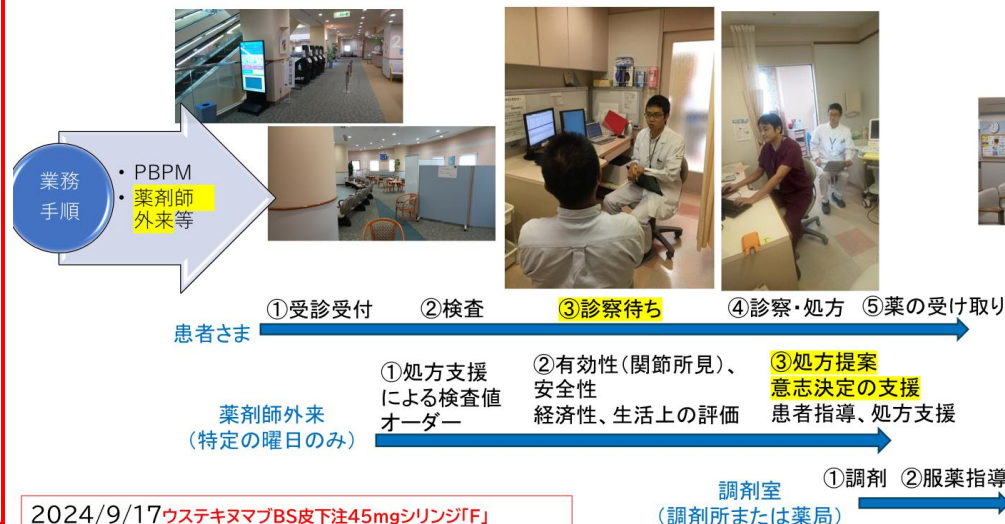 業務
手順
・PBPM
・薬剤師
外来等
①受診受付 ②検査 ③診察待ち ④診察・処方 ⑤薬の受け取り
患者さま
①処方支援
による検査値
オーダー
②有効性(関節所見)、
安全性
経済性、生活上の評価
③処方提案
意志決定の支援
患者指導、処方支援
薬剤師外来
(特定の曜日のみ)
①調剤 ②服薬指導
調剤室
(調剤所または薬局)
2024/9/17ウステキヌマブBS皮下注45mgシリンジ「F」